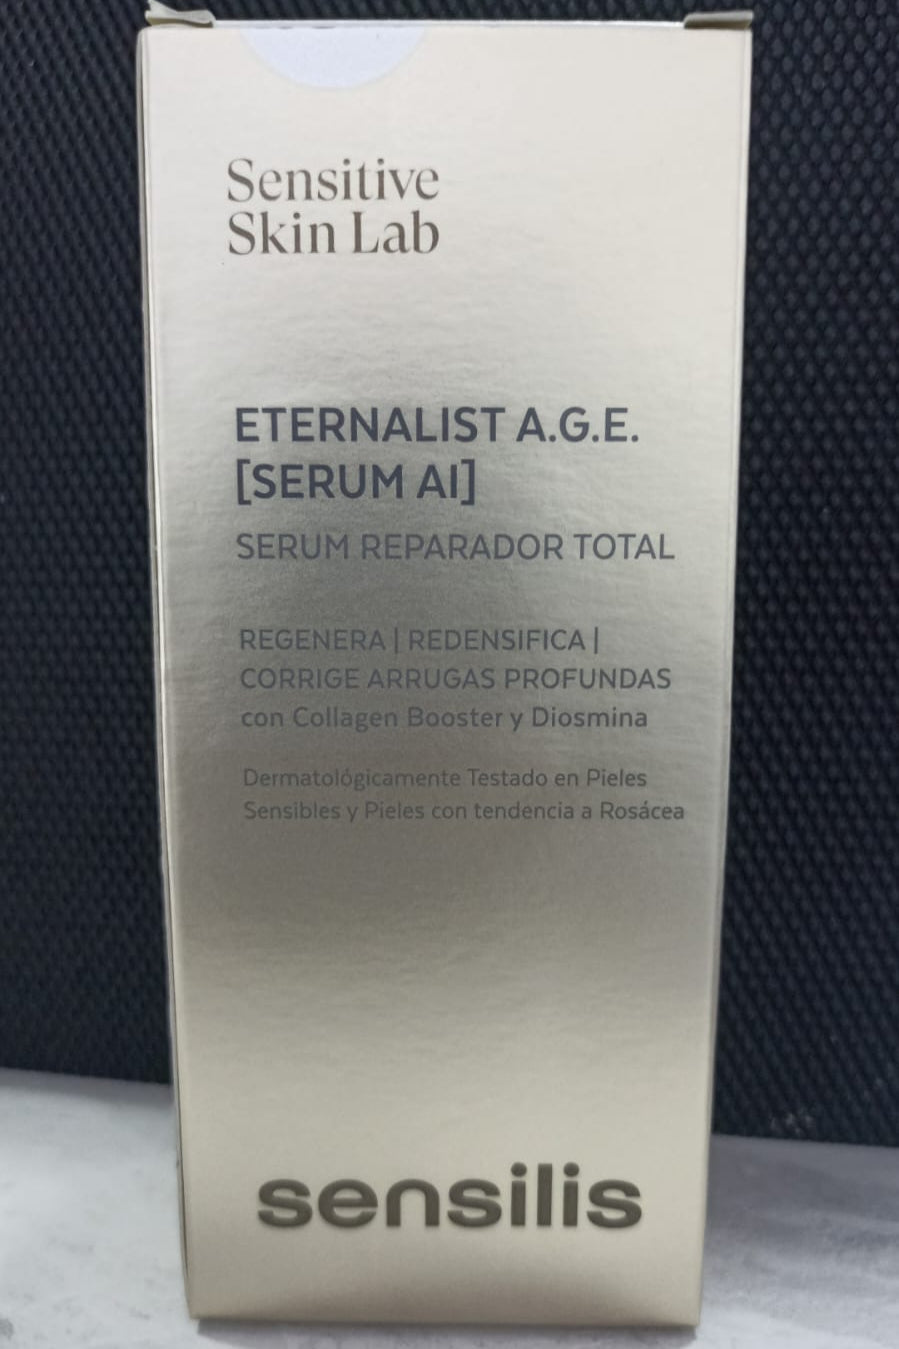 Sensitive
Skin Lab
ETERNALIST A.G.E.
[SERUM AI]
SERUM REPARADOR TOTAL
REGENERA | REDENSIFICA |
CORRIGE ARRUGAS PROFUNDAS
con Collagen Booster y Diosmina
Dermatológicamente Testado en Pieles
Sensibles y Pieles con tendencia a Rosácea
sensilis